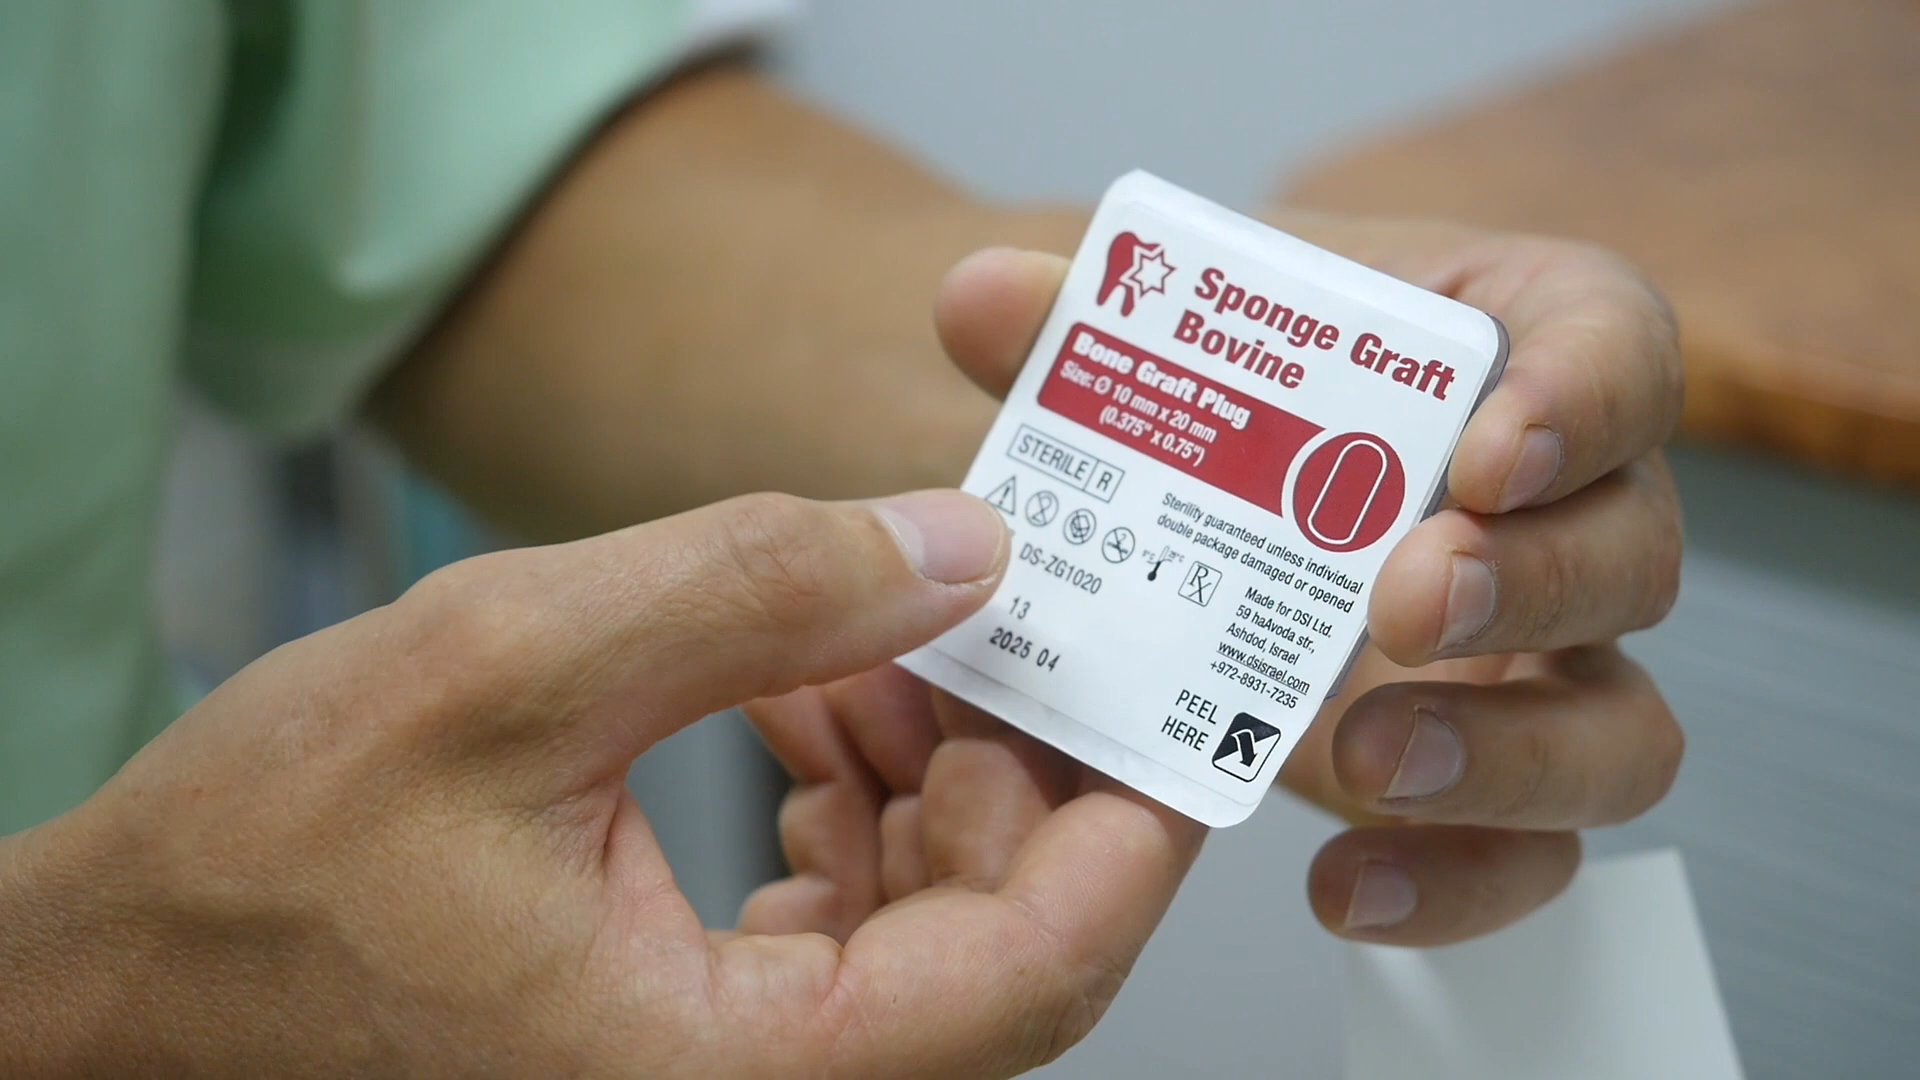 Sponge Graft
Bovine
Bone Graft Plug
Size: Ø 10 mm x 20 mm
(0.375" x 0.75")
STERILE R
Sterility guaranteed unless individual
double package damaged or opened
DS-ZG1020
Rx
13
2025 04
Made for DSI Ltd.
59 haAvoda str.,
Ashdod, Israel
www.dsisrael.com
+972-8931-7235
PEEL
HERE